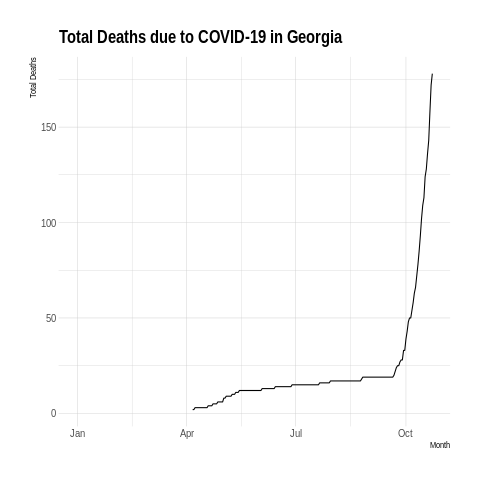 Total Deaths due to COVID-19 in Georgia
Total Deaths
150
100
50
0
Jan
Apr
Jul
Oct
Month